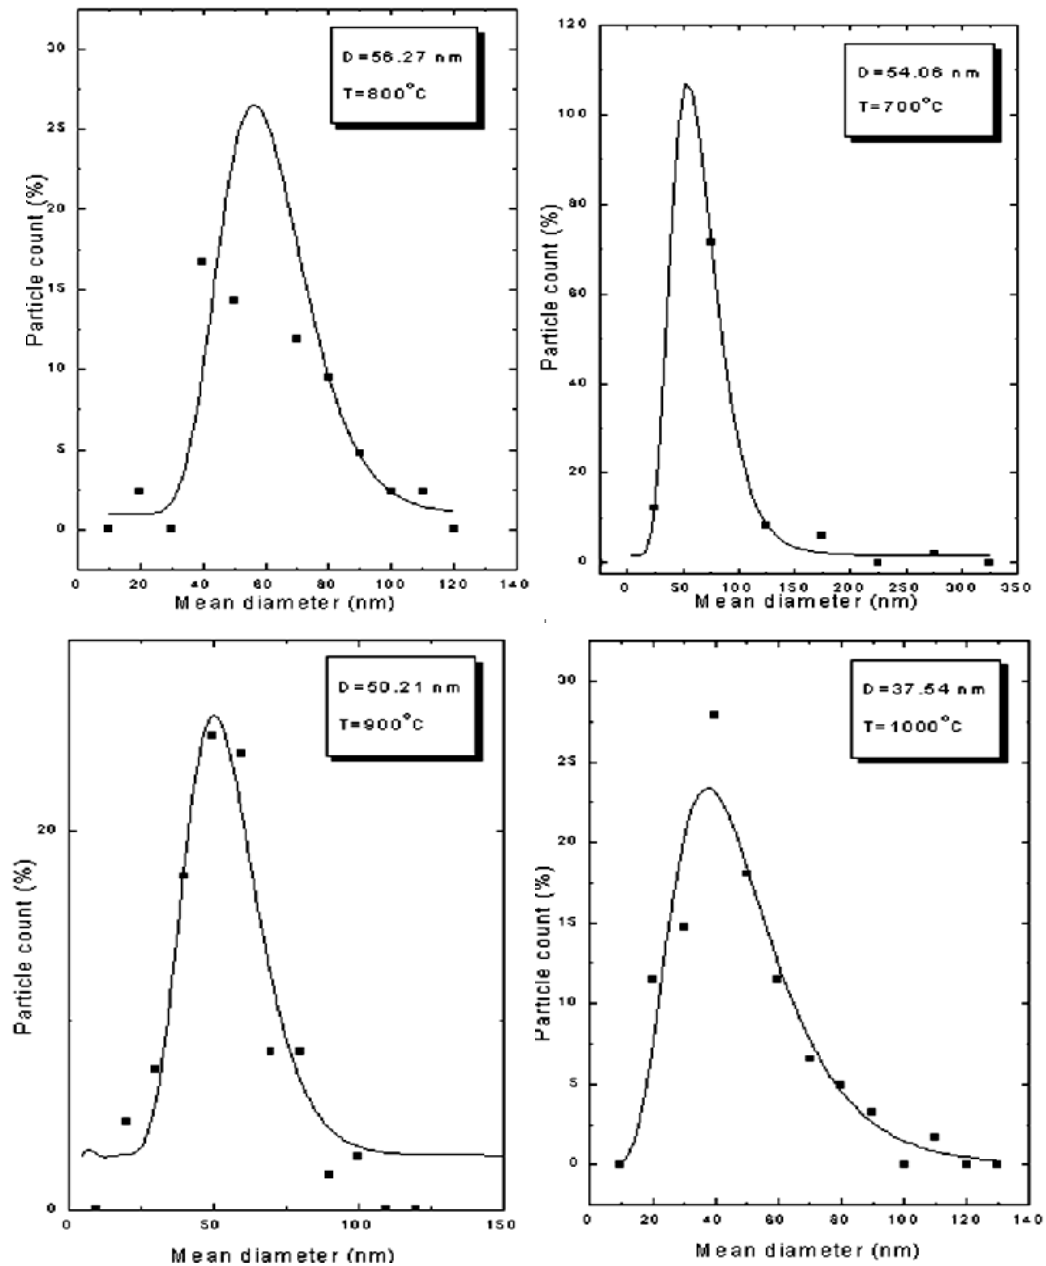 D=56.27 nm
T=800°C
Particle count (%)
30
25
20
15
10
5
0
0 20 40 60 80 100 120 140
Mean diameter (nm)
D=54.06 nm
T=700°C
Particle count (%)
120
100
80
60
40
20
0
0 50 100 150 200 250 300 350
Mean diameter (nm)
D=50.21 nm
T=900°C
Particle count (%)
20
0
0 50 100 150
Mean diameter (nm)
D=37.54 nm
T=1000°C
Particle count (%)
30
25
20
15
10
5
0
0 20 40 60 80 100 120 140
Mean diameter (nm)